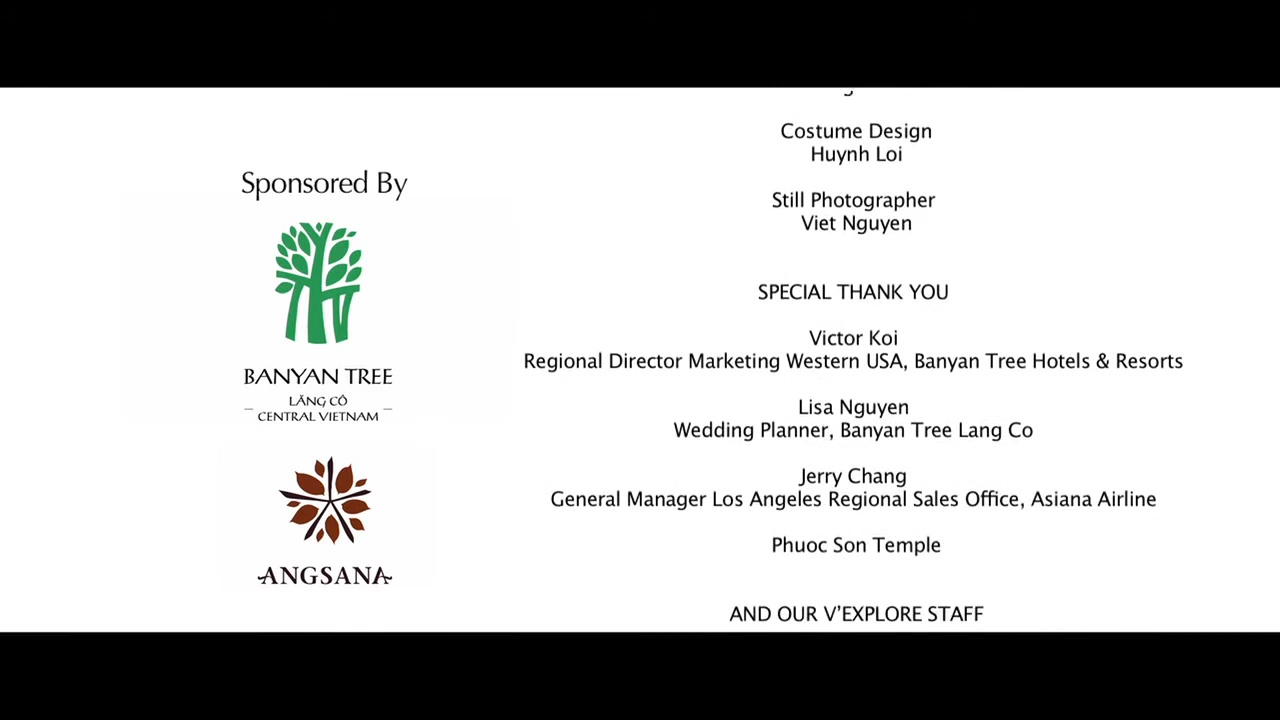 Sponsored By
BANYAN TREE
LĂNG CÔ
CENTRAL VIETNAM
ANGSANA
Costume Design
Huynh Loi
Still Photographer
Viet Nguyen
SPECIAL THANK YOU
Victor Koi
Regional Director Marketing Western USA, Banyan Tree Hotels & Resorts
Lisa Nguyen
Wedding Planner, Banyan Tree Lang Co
Jerry Chang
General Manager Los Angeles Regional Sales Office, Asiana Airline
Phuoc Son Temple
AND OUR V’EXPLORE STAFF